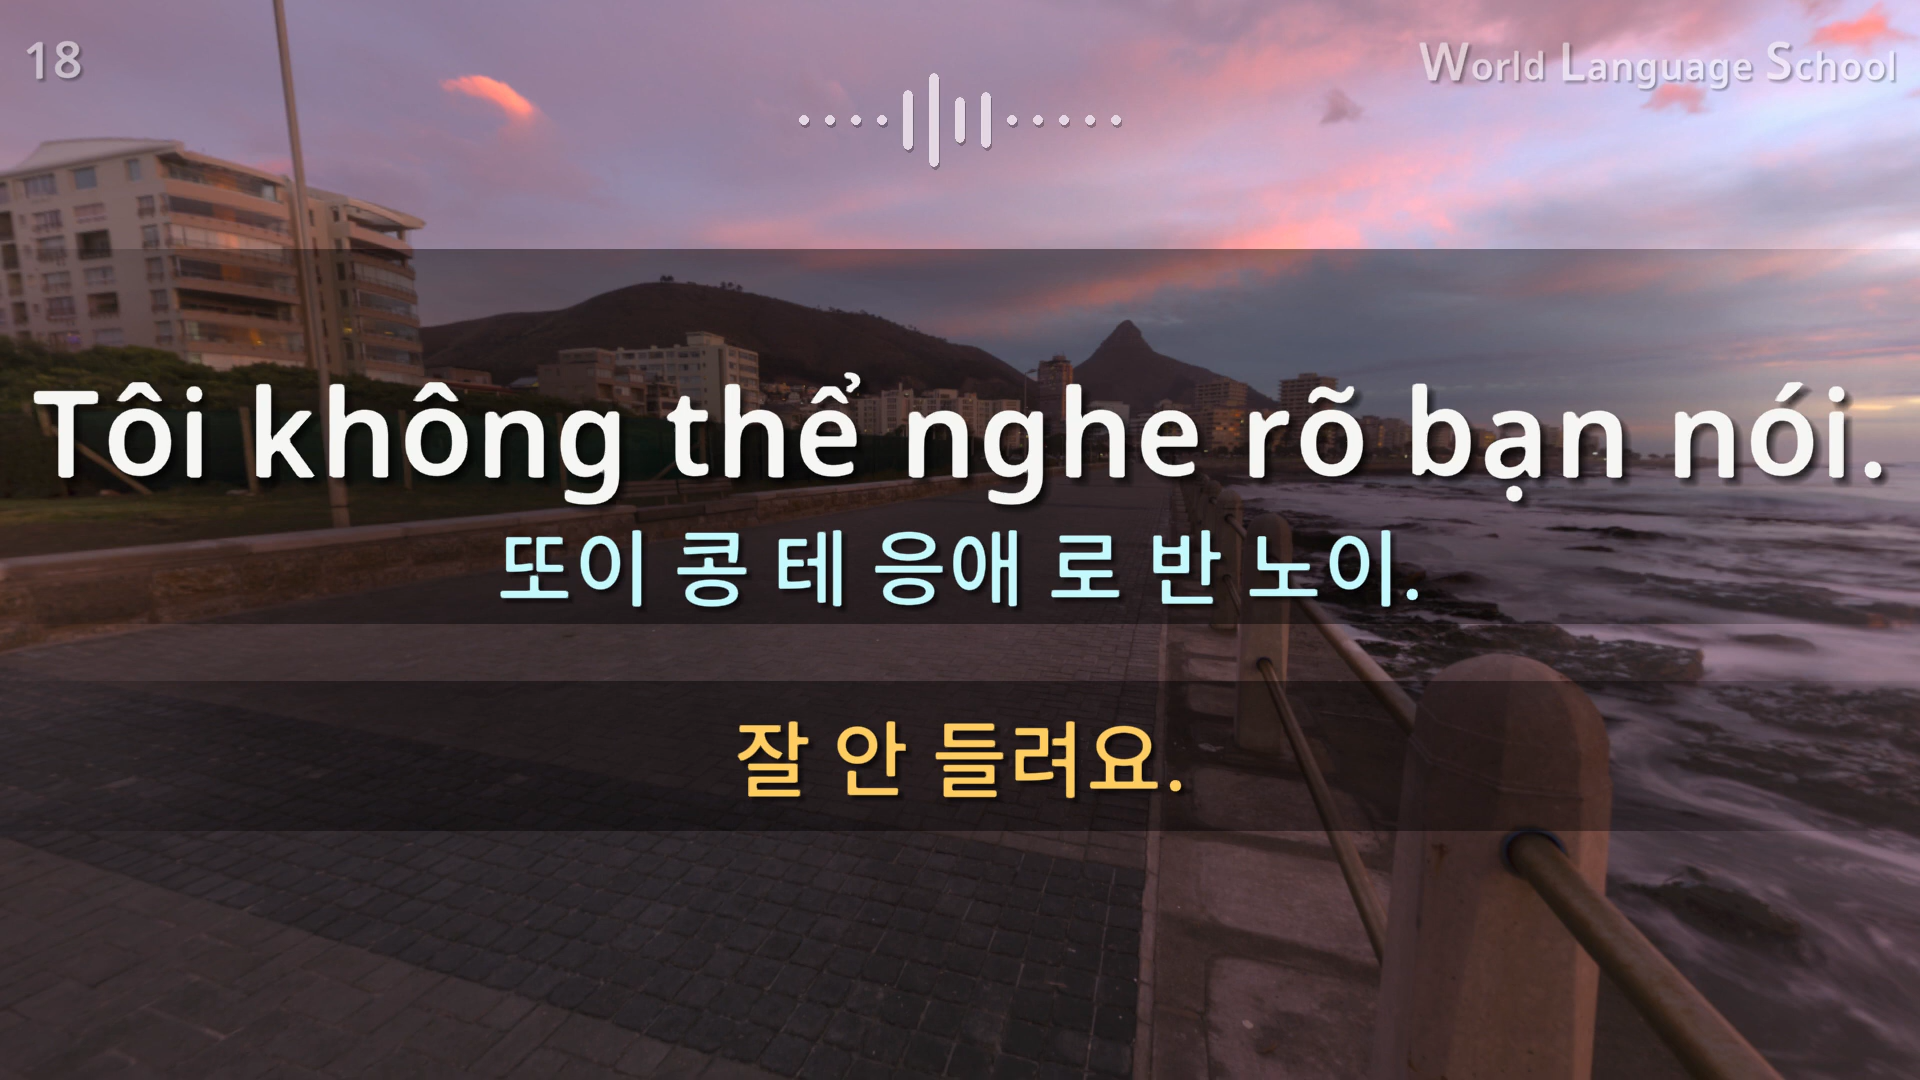 18
World Language School
Tôi không thể nghe rõ bạn nói.
또이 콩 테 응애 로 반 노이.
잘 안 들려요.